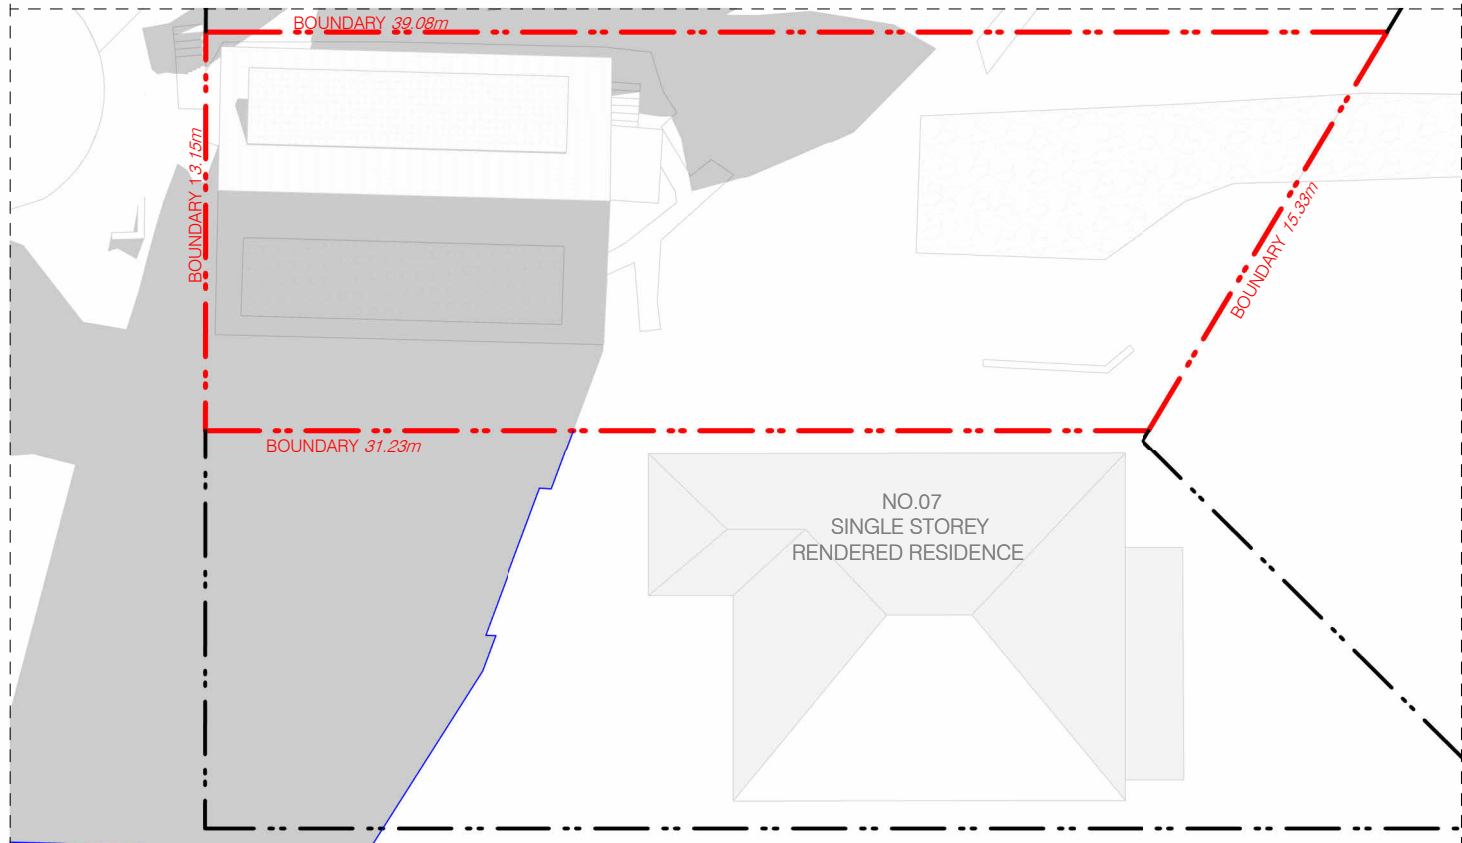 BOUNDARY 39.08m
BOUNDARY 13.15m
BOUNDARY 15.33m
BOUNDARY 31.23m
NO.07
SINGLE STOREY
RENDERED RESIDENCE